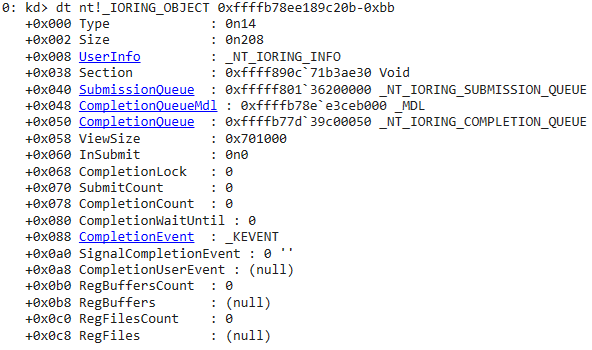 0: kd> dt nt!_IORING_OBJECT 0xffffb78ee189c20b-0xbb
+0x000 Type : 0n14
+0x002 Size : 0n208
+0x008 UserInfo : _NT_IORING_INFO
+0x038 Section : 0xffff890c`71b3ae30 Void
+0x040 SubmissionQueue : 0xfffff801`36200000 _NT_IORING_SUBMISSION_QUEUE
+0x048 CompletionQueueMdl : 0xffffb78e`e3ceb000 _MDL
+0x050 CompletionQueue : 0xffffb77d`39c00050 _NT_IORING_COMPLETION_QUEUE
+0x058 ViewSize : 0x701000
+0x060 InSubmit : 0n0
+0x068 CompletionLock : 0
+0x070 SubmitCount : 0
+0x078 CompletionCount : 0
+0x080 CompletionWaitUntil : 0
+0x088 CompletionEvent : _KEVENT
+0x0a0 SignalCompletionEvent : 0 ''
+0x0a8 CompletionUserEvent : (null)
+0x0b0 RegBuffersCount : 0
+0x0b8 RegBuffers : (null)
+0x0c0 RegFilesCount : 0
+0x0c8 RegFiles : (null)